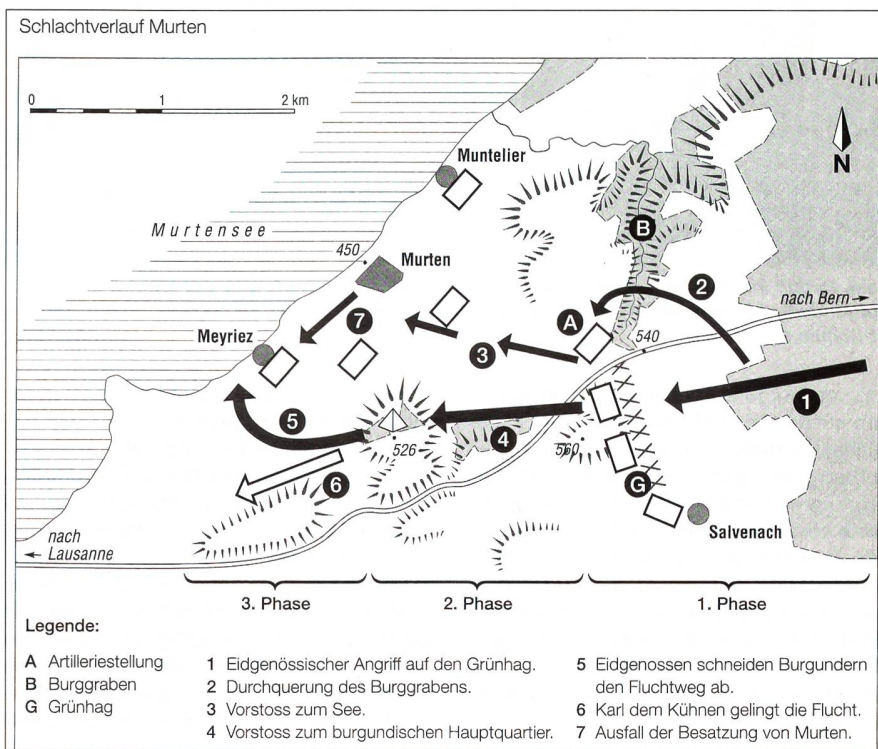 Schlachtverlauf Murten
0 1 2 km
N
Muntelier
Murtensee
B
450
Murten
2
nach Bern →
7
A
540
Meyriez
3
1
5
4
560
526
6
G
Salvenach
nach
← Lausanne
3. Phase 2. Phase 1. Phase
Legende:
A Artilleriestellung
B Burggraben
G Grünhag
1 Eidgenössischer Angriff auf den Grünhag.
2 Durchquerung des Burggrabens.
3 Vorstoss zum See.
4 Vorstoss zum burgundischen Hauptquartier.
5 Eidgenossen schneiden Burgundern
den Fluchtweg ab.
6 Karl dem Kühnen gelingt die Flucht.
7 Ausfall der Besatzung von Murten.